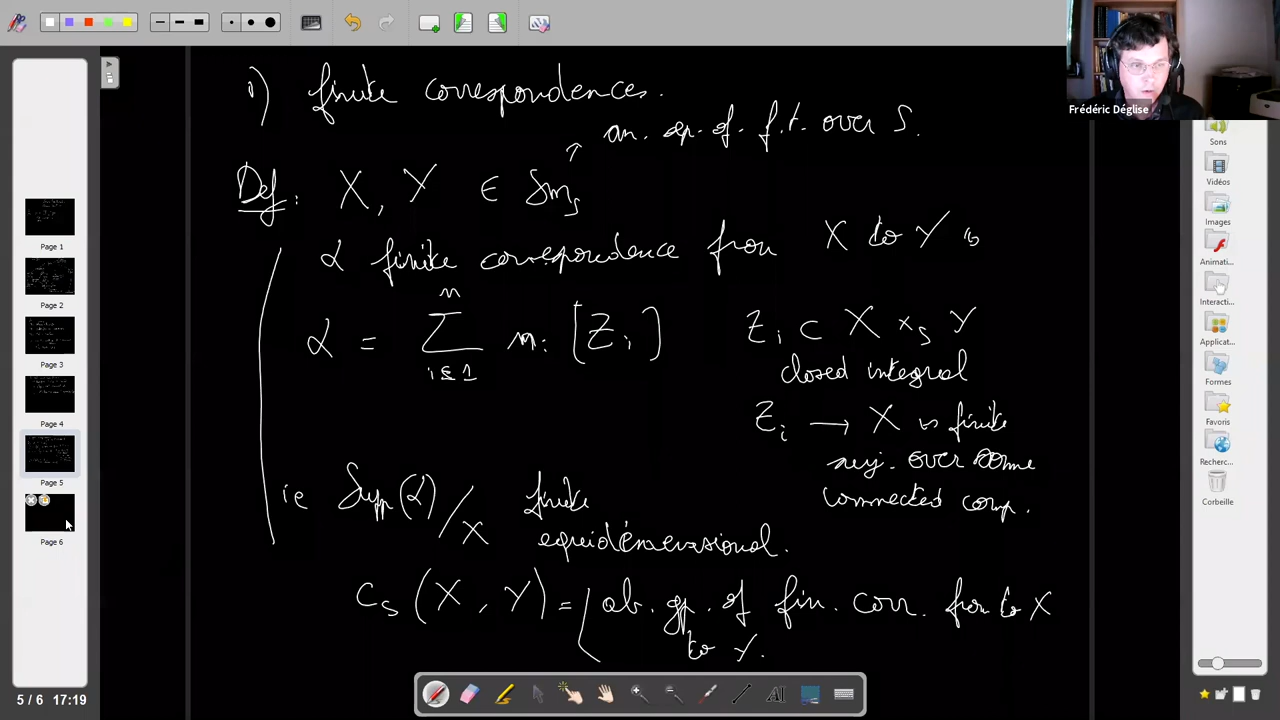 1) finite correspondences.
sm. sep. of. f.t. over S.
Def: X, Y ∈ Sm_S
α finite correspondence from X to Y is
α = ∑_{i=1}^{n} n_i [Z_i]
Z_i ⊂ X ×_S Y
closed integral
Z_i → X is finite
surj. over some
connected comp.
ie Supp(α)/X finite
equidimensional.
c_S(X, Y) = ab. gp. of fin. corr. from to X
to Y.
Frédéric Déglise
Page 1
Page 2
Page 3
Page 4
Page 5
Page 6
5 / 6 17:19
Sons
Vidéos
Images
Animati...
Interacti...
Applicat...
Formes
Favoris
Recherc...
Corbeille